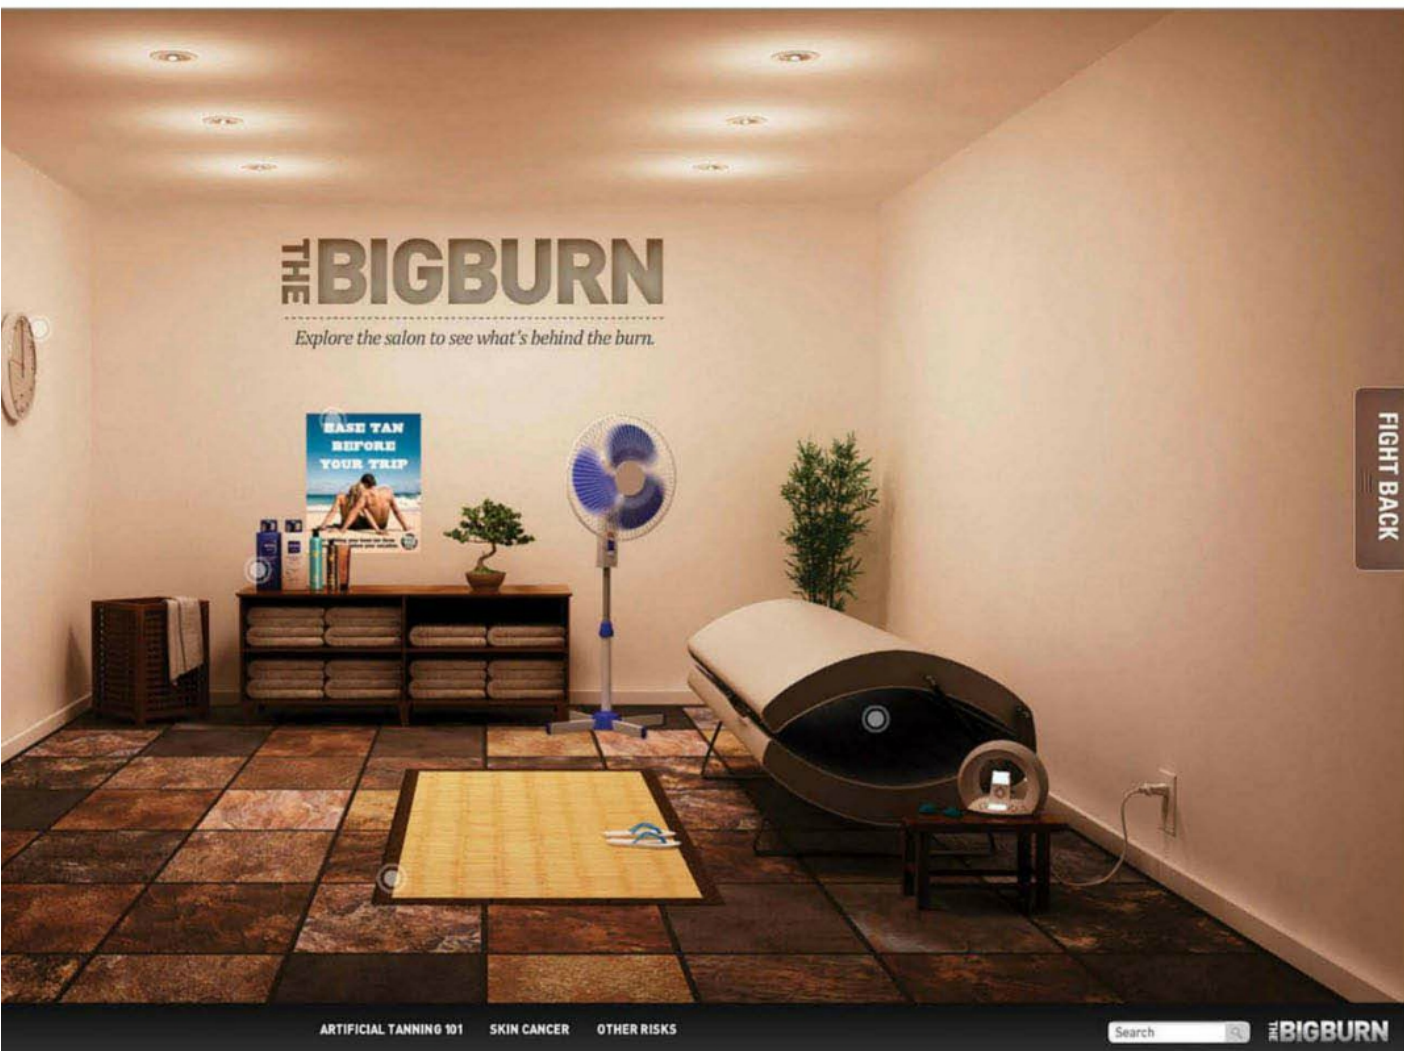 THE BIGBURN
Explore the salon to see what's behind the burn.
BASE TAN
BEFORE
YOUR TRIP
FIGHT BACK
ARTIFICIAL TANNING 101 SKIN CANCER OTHER RISKS
Search
THE BIGBURN